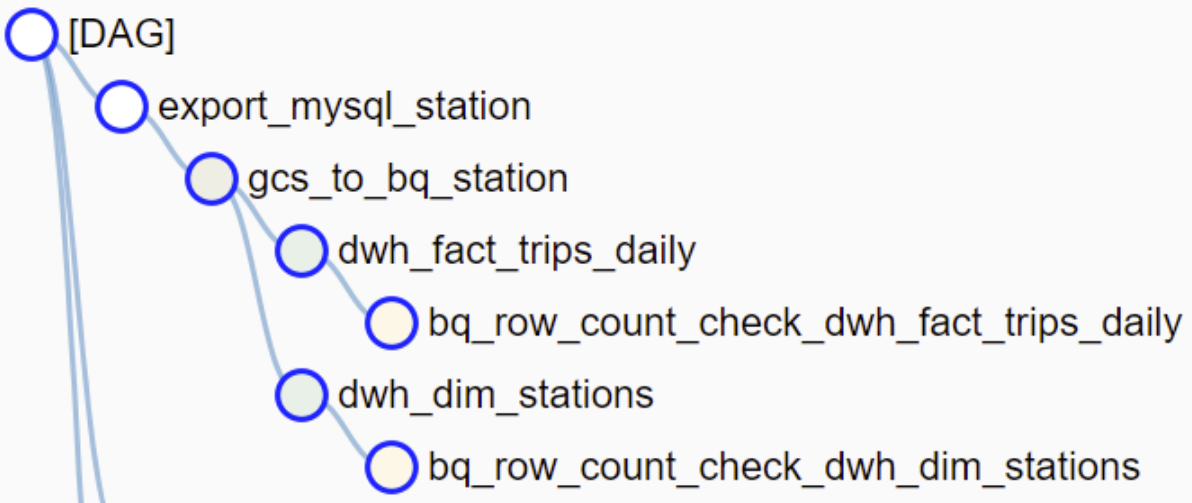 [DAG]
export_mysql_station
gcs_to_bq_station
dwh_fact_trips_daily
bq_row_count_check_dwh_fact_trips_daily
dwh_dim_stations
bq_row_count_check_dwh_dim_stations